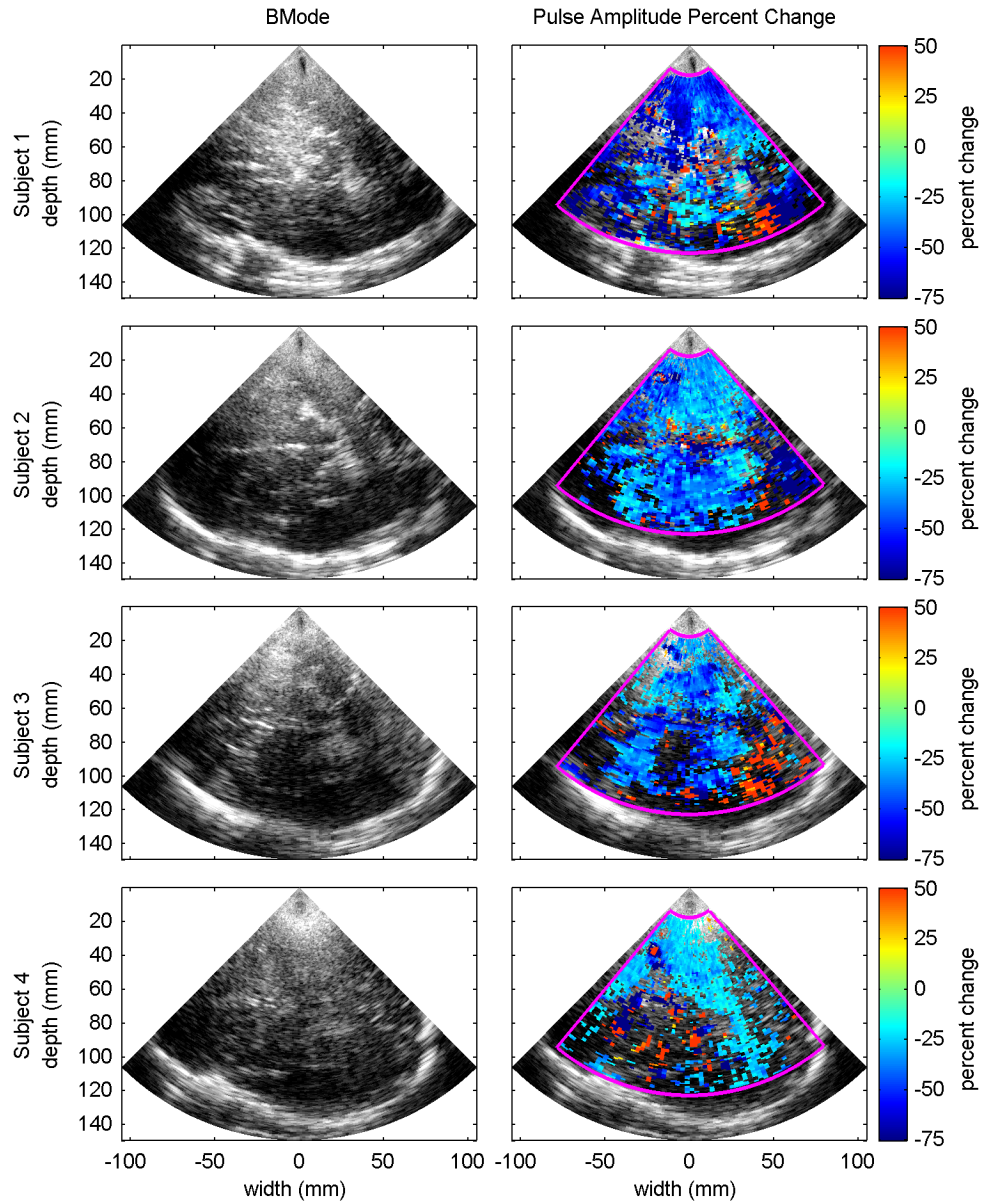 BMode
Pulse Amplitude Percent Change
Subject 1
depth (mm)
20
40
60
80
100
120
140
50
25
0
-25
-50
-75
percent change
Subject 2
depth (mm)
20
40
60
80
100
120
140
50
25
0
-25
-50
-75
percent change
Subject 3
depth (mm)
20
40
60
80
100
120
140
50
25
0
-25
-50
-75
percent change
Subject 4
depth (mm)
20
40
60
80
100
120
140
50
25
0
-25
-50
-75
percent change
-100 -50 0 50 100
width (mm)
-100 -50 0 50 100
width (mm)